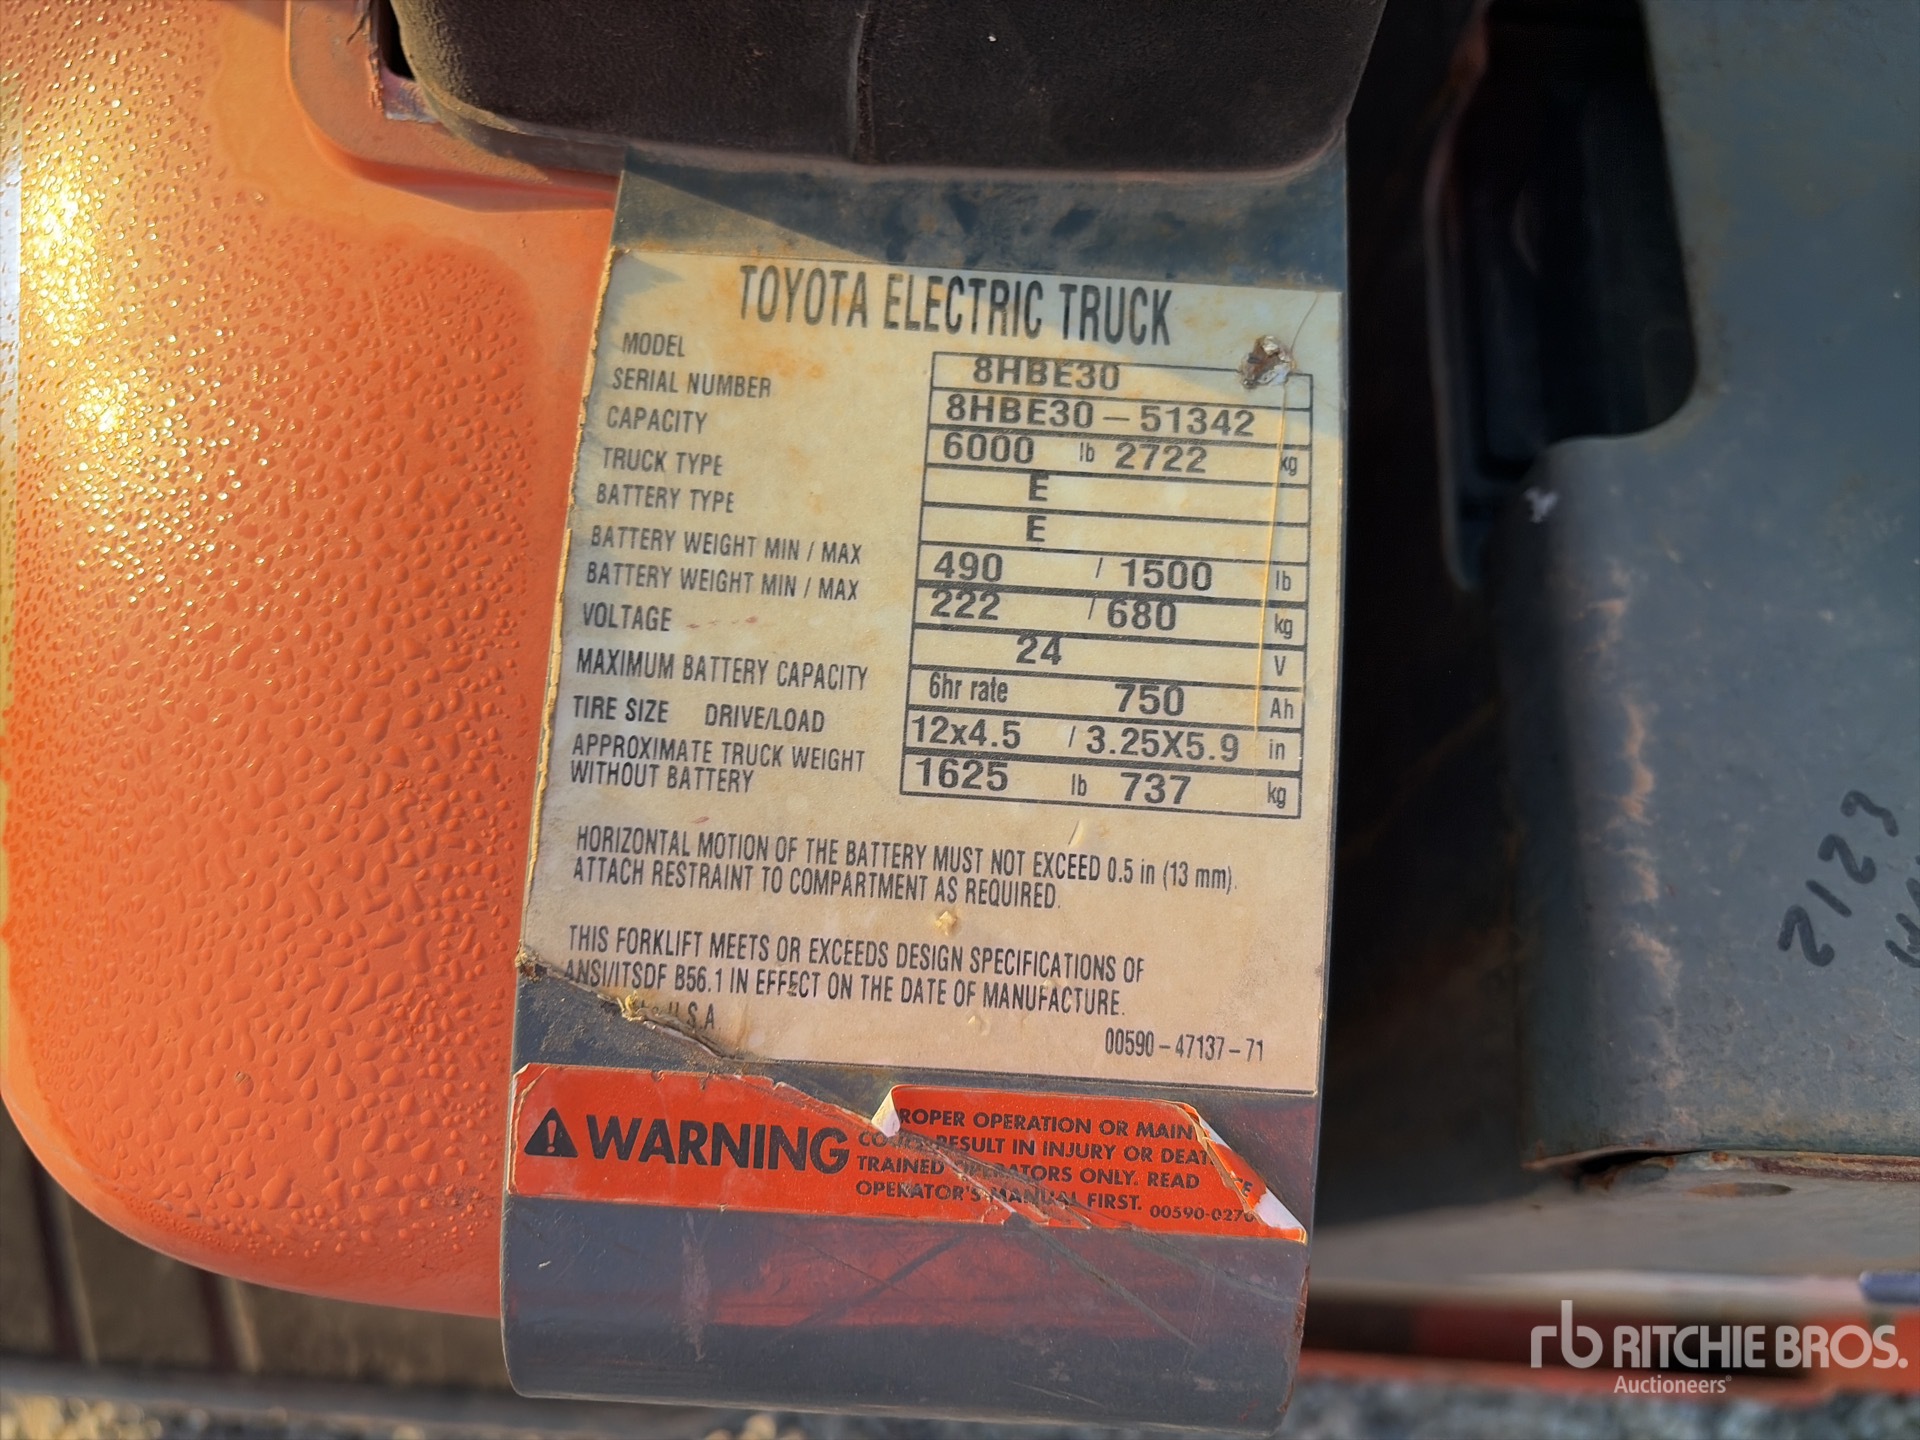 TOYOTA ELECTRIC TRUCK
MODEL 8HBE30
SERIAL NUMBER 8HBE30-51342
CAPACITY 6000 lb 2722 kg
TRUCK TYPE E
BATTERY TYPE E
BATTERY WEIGHT MIN / MAX 490 / 1500 lb
BATTERY WEIGHT MIN / MAX 222 / 680 kg
VOLTAGE 24 V
MAXIMUM BATTERY CAPACITY 6hr rate 750 Ah
TIRE SIZE DRIVE/LOAD 12x4.5 / 3.25X5.9 in
APPROXIMATE TRUCK WEIGHT
WITHOUT BATTERY 1625 lb 737 kg
HORIZONTAL MOTION OF THE BATTERY MUST NOT EXCEED 0.5 in (13 mm).
ATTACH RESTRAINT TO COMPARTMENT AS REQUIRED.
THIS FORKLIFT MEETS OR EXCEEDS DESIGN SPECIFICATIONS OF
ANSI/ITSDF B56.1 IN EFFECT ON THE DATE OF MANUFACTURE.
U.S.A
00590-47137-71
WARNING
ROPER OPERATION OR MAIN
RESULT IN INJURY OR DEAT
TRAINED OPERATORS ONLY. READ
OPERATOR'S MANUAL FIRST. 00590-0270
2123
rb RITCHIE BROS.
Auctioneers